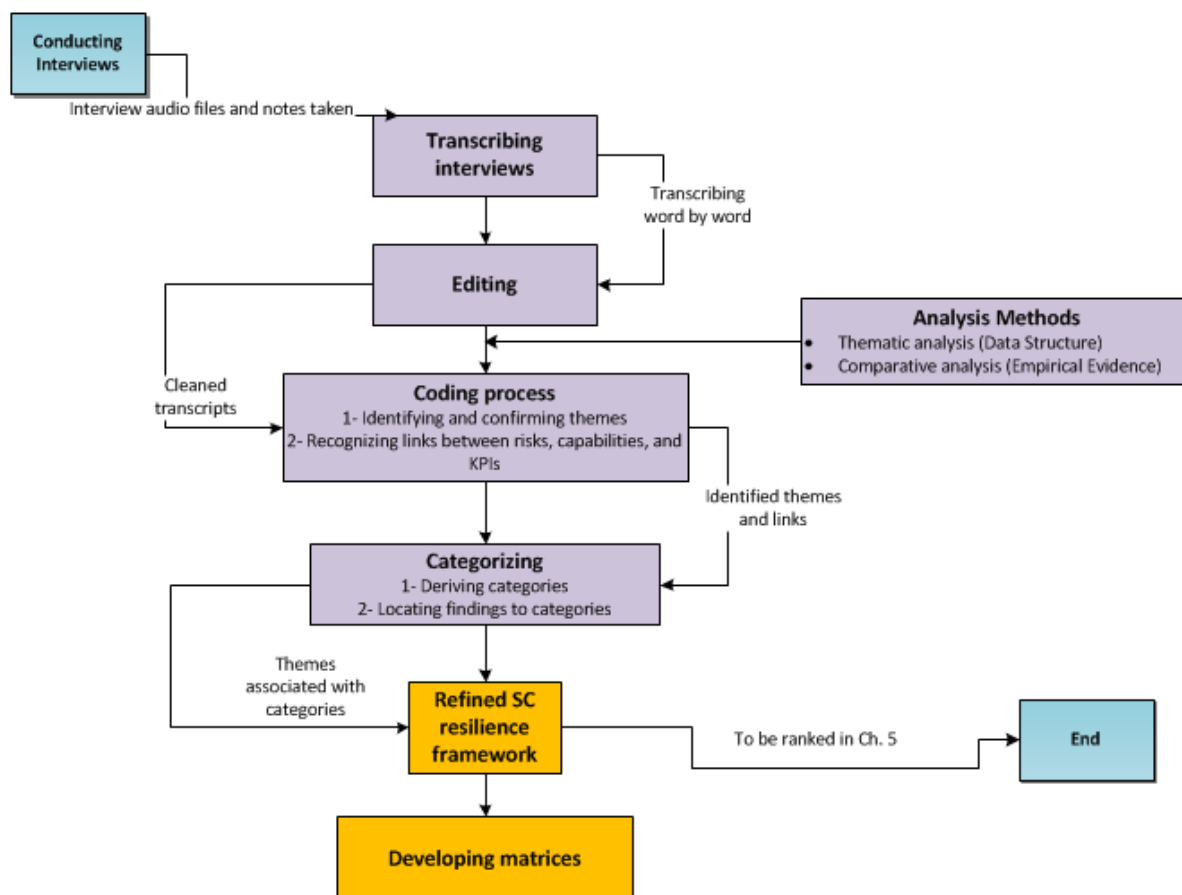 Conducting
Interviews
Interview audio files and notes taken
Transcribing
interviews
Transcribing
word by word
Editing
Analysis Methods
• Thematic analysis (Data Structure)
• Comparative analysis (Empirical Evidence)
Cleaned
transcripts
Coding process
1- Identifying and confirming themes
2- Recognizing links between risks, capabilities, and
KPIs
Identified themes
and links
Categorizing
1- Deriving categories
2- Locating findings to categories
Themes
associated with
categories
Refined SC
resilience
framework
To be ranked in Ch. 5
End
Developing matrices